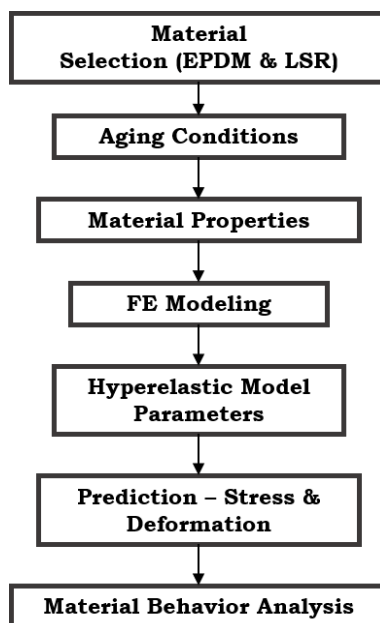 Material
Selection (EPDM & LSR)
Aging Conditions
Material Properties
FE Modeling
Hyperelastic Model
Parameters
Prediction – Stress &
Deformation
Material Behavior Analysis